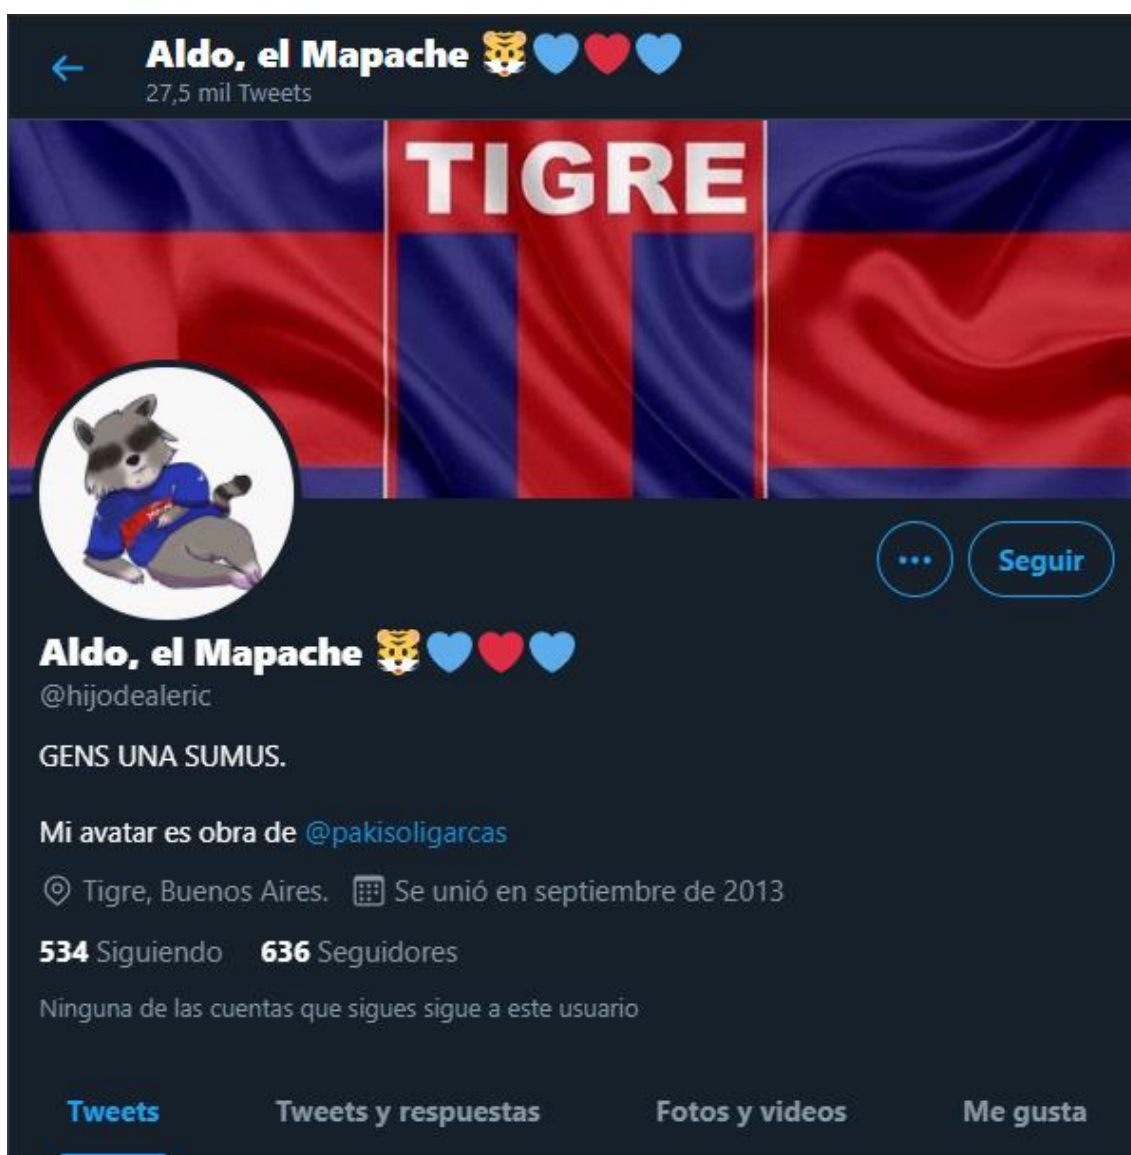 Aldo, el Mapache 🐯💙❤️💙
27,5 mil Tweets
TIGRE
Seguir
Aldo, el Mapache 🐯💙❤️💙
@hijodealeric
GENS UNA SUMUS.
Mi avatar es obra de @pakisoligarcas
Tigre, Buenos Aires. Se unió en septiembre de 2013
534 Siguiendo 636 Seguidores
Ninguna de las cuentas que sigues sigue a este usuario
Tweets Tweets y respuestas Fotos y videos Me gusta